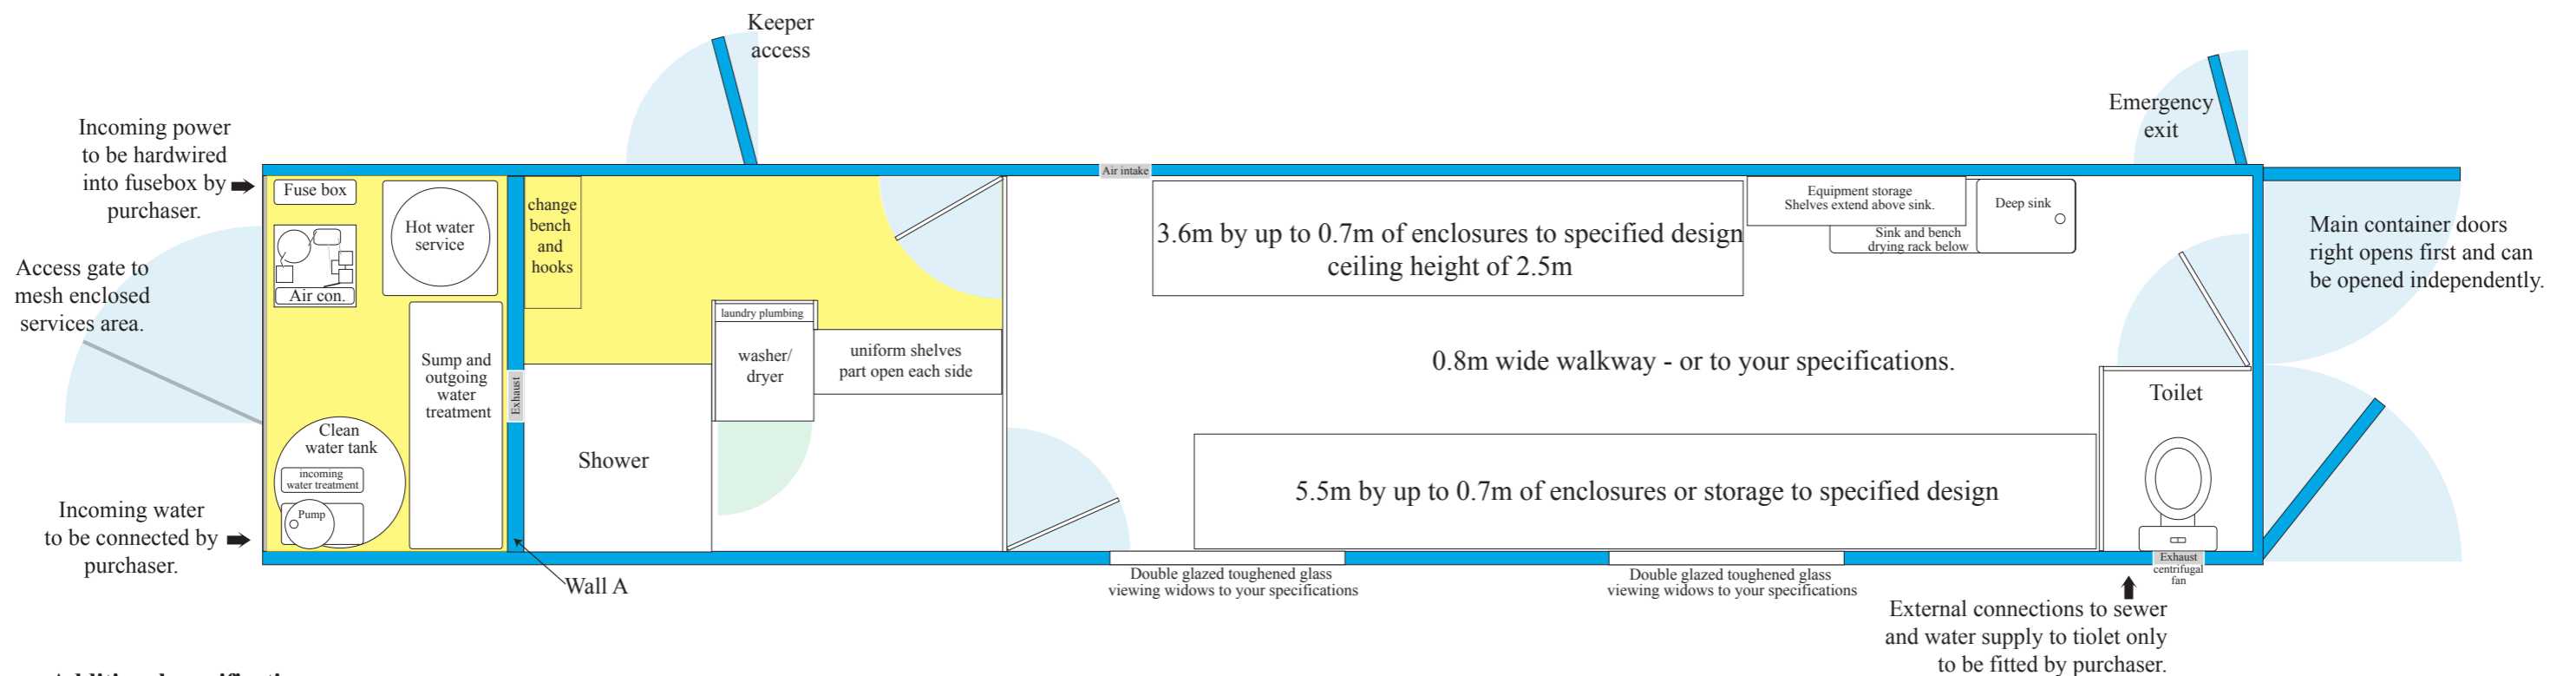 Keeper
access
Emergency
exit
Incoming power
to be hardwired
into fusebox by
purchaser.
Access gate to
mesh enclosed
services area.
Incoming water
to be connected by
purchaser.
Fuse box
Air con.
Hot water
service
Sump and
outgoing
water
treatment
Clean
water tank
incoming
water treatment
Pump
Exhaust
Wall A
change
bench
and
hooks
Shower
laundry plumbing
washer/
dryer
uniform shelves
part open each side
Air intake
3.6m by up to 0.7m of enclosures to specified design
ceiling height of 2.5m
Equipment storage
Shelves extend above sink.
Sink and bench
drying rack below
Deep sink
0.8m wide walkway - or to your specifications.
5.5m by up to 0.7m of enclosures or storage to specified design
Toilet
Main container doors
right opens first and can
be opened independently.
Double glazed toughened glass
viewing widows to your specifications
Double glazed toughened glass
viewing widows to your specifications
Exhaust
centrifugal
fan
External connections to sewer
and water supply to tiolet only
to be fitted by purchaser.